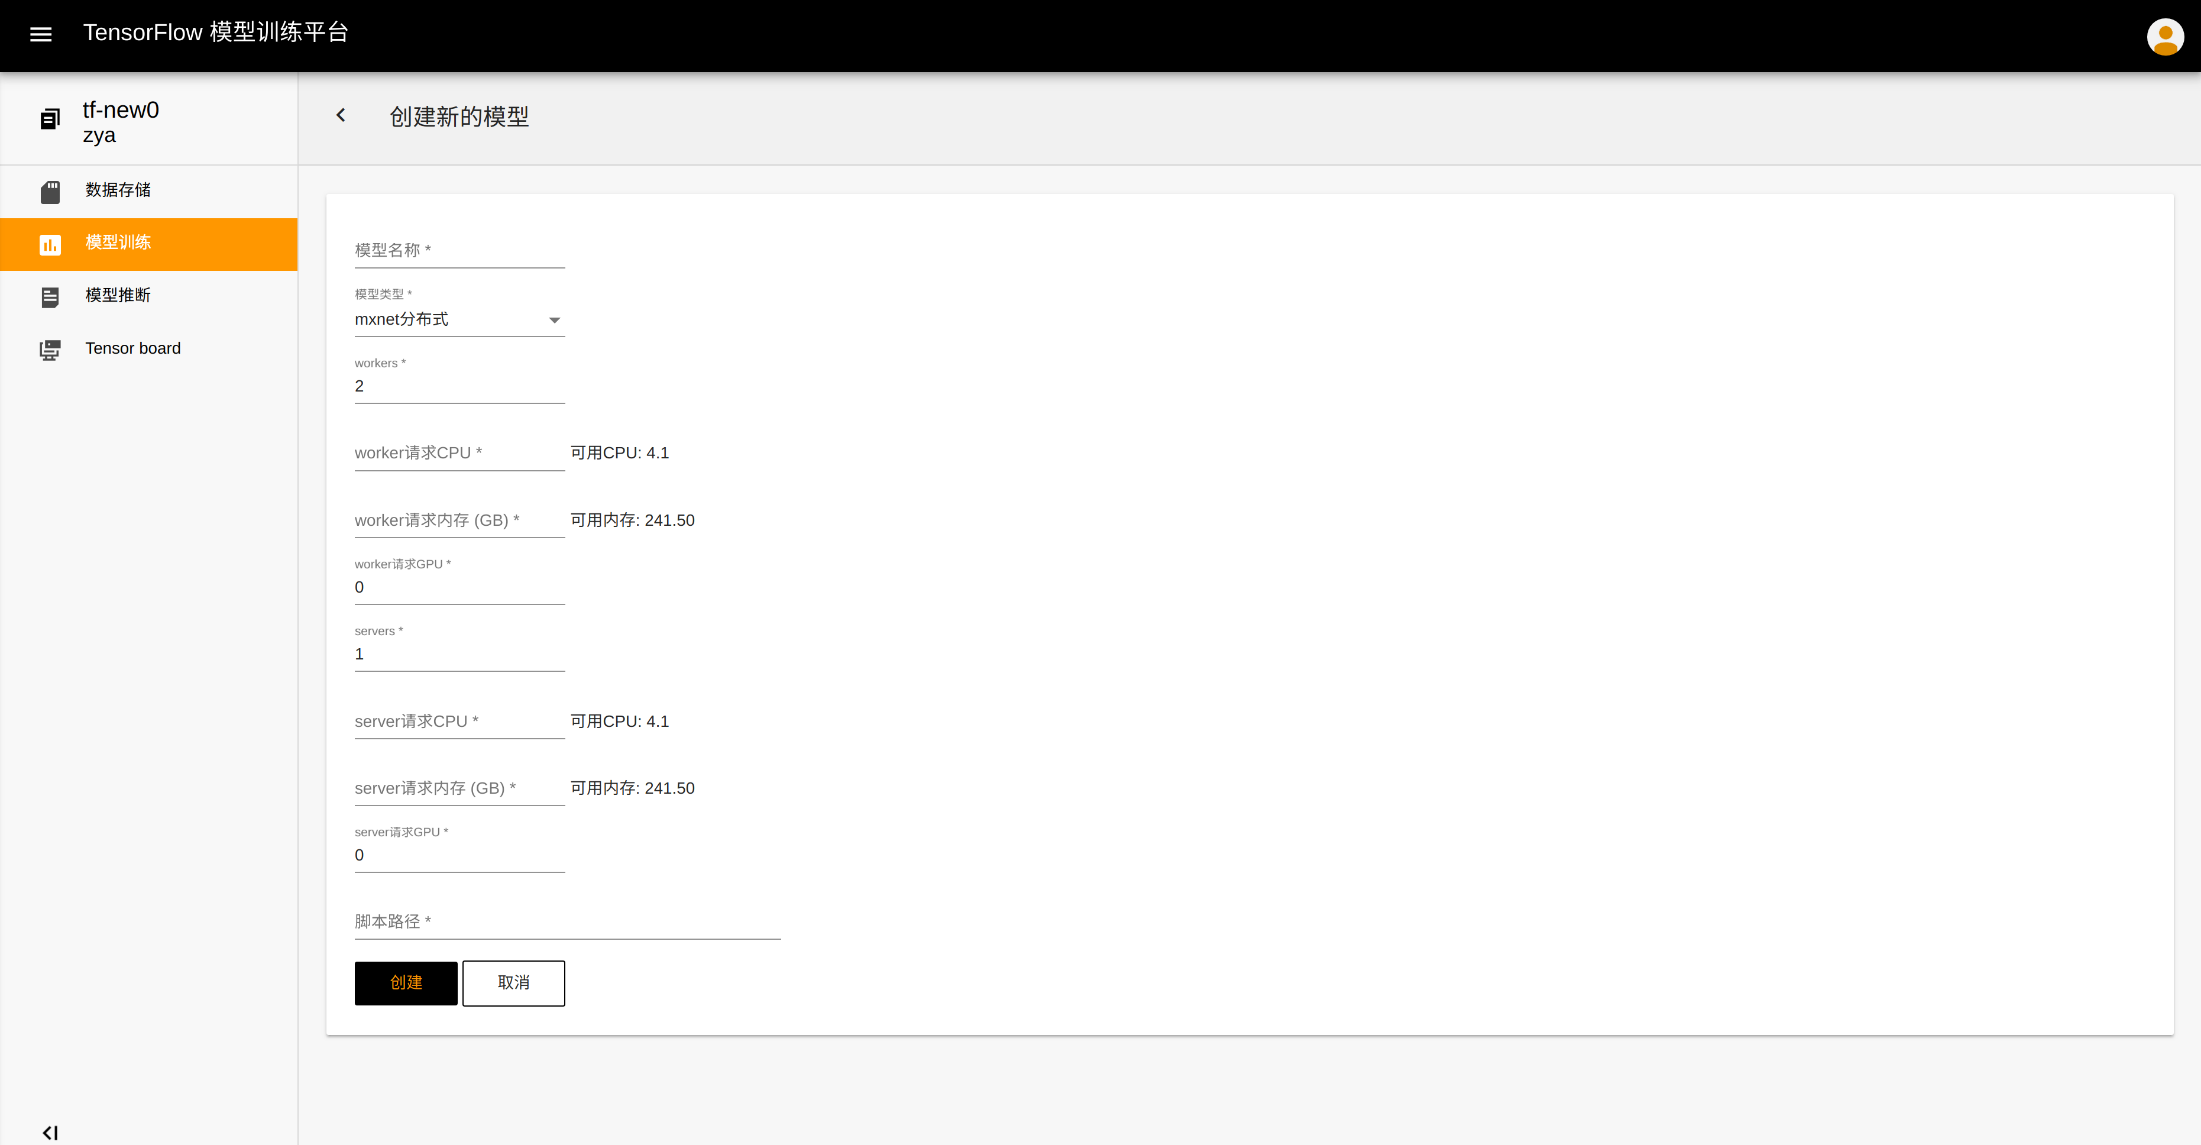 TensorFlow 模型训练平台
tf-new0
zya
创建新的模型
数据存储
模型训练
模型推断
Tensor board
模型名称 *
模型类型 *
mxnet分布式
workers *
2
worker请求CPU * 可用CPU: 4.1
worker请求内存 (GB) * 可用内存: 241.50
worker请求GPU *
0
servers *
1
server请求CPU * 可用CPU: 4.1
server请求内存 (GB) * 可用内存: 241.50
server请求GPU *
0
脚本路径 *
创建 取消